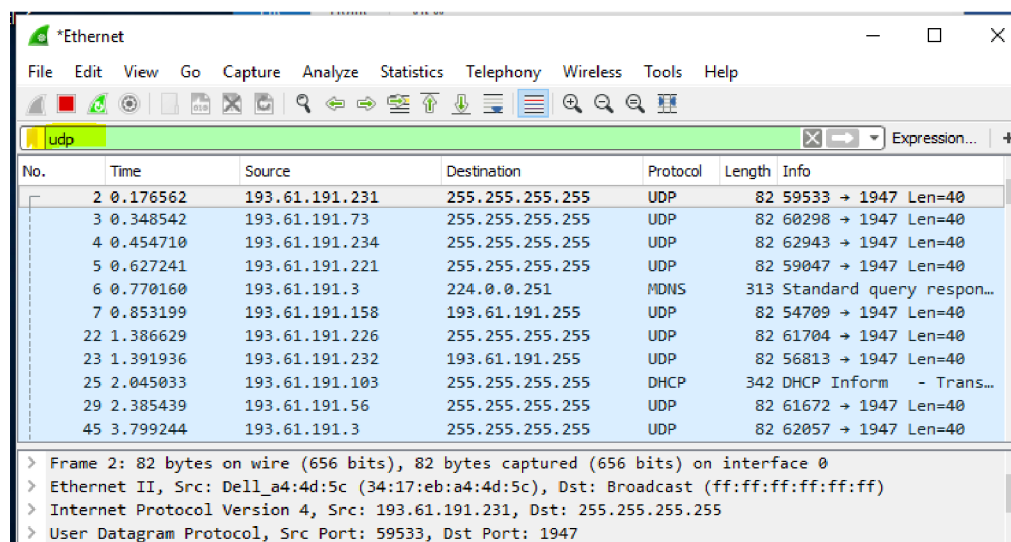 *Ethernet
File Edit View Go Capture Analyze Statistics Telephony Wireless Tools Help
udp Expression... +
No. Time Source Destination Protocol Length Info
2 0.176562 193.61.191.231 255.255.255.255 UDP 82 59533 → 1947 Len=40
3 0.348542 193.61.191.73 255.255.255.255 UDP 82 60298 → 1947 Len=40
4 0.454710 193.61.191.234 255.255.255.255 UDP 82 62943 → 1947 Len=40
5 0.627241 193.61.191.221 255.255.255.255 UDP 82 59047 → 1947 Len=40
6 0.770160 193.61.191.3 224.0.0.251 MDNS 313 Standard query respon...
7 0.853199 193.61.191.158 193.61.191.255 UDP 82 54709 → 1947 Len=40
22 1.386629 193.61.191.226 255.255.255.255 UDP 82 61704 → 1947 Len=40
23 1.391936 193.61.191.232 193.61.191.255 UDP 82 56813 → 1947 Len=40
25 2.045033 193.61.191.103 255.255.255.255 DHCP 342 DHCP Inform - Trans...
29 2.385439 193.61.191.56 255.255.255.255 UDP 82 61672 → 1947 Len=40
45 3.799244 193.61.191.3 255.255.255.255 UDP 82 62057 → 1947 Len=40
> Frame 2: 82 bytes on wire (656 bits), 82 bytes captured (656 bits) on interface 0
> Ethernet II, Src: Dell_a4:4d:5c (34:17:eb:a4:4d:5c), Dst: Broadcast (ff:ff:ff:ff:ff:ff)
> Internet Protocol Version 4, Src: 193.61.191.231, Dst: 255.255.255.255
> User Datagram Protocol, Src Port: 59533, Dst Port: 1947